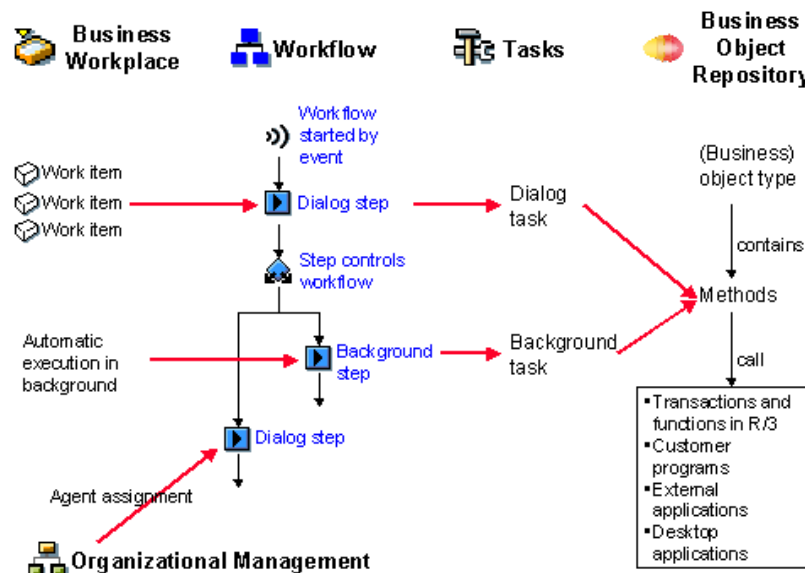 Business
Workplace
Workflow
Tasks
Business
Object
Repository
Workflow
started by
event
Work item
Work item
Work item
Dialog step
Dialog
task
(Business)
object type
contains
Step controls
workflow
Methods
Automatic
execution in
background
Background
step
Background
task
call
▪Transactions and
functions in R/3
▪Customer
programs
▪External
applications
▪Desktop
applications
Dialog step
Agent assignment
Organizational Management